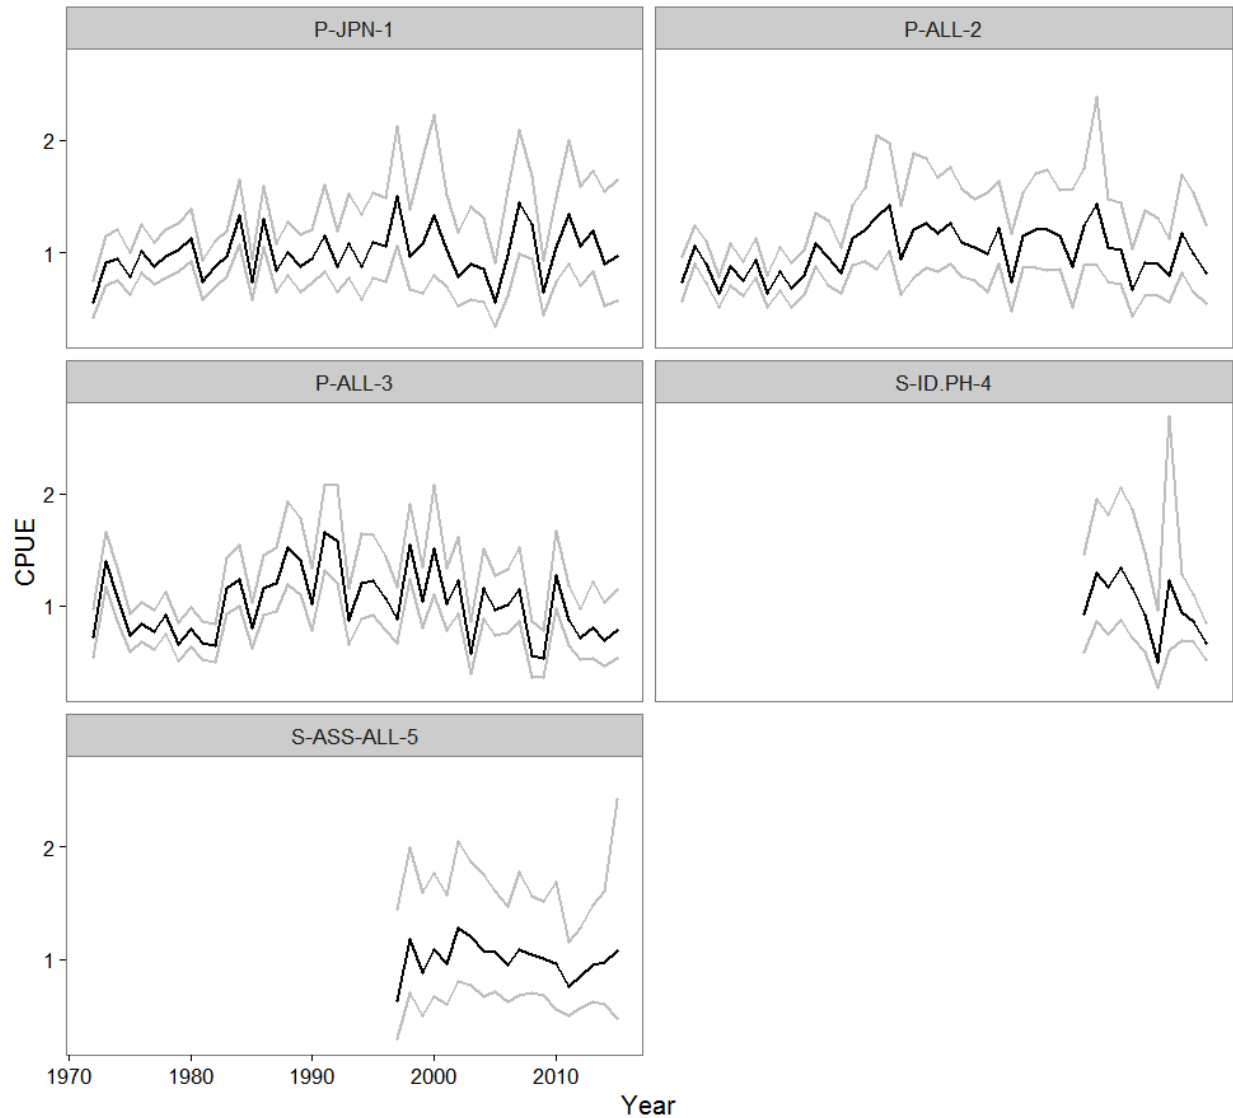 P-JPN-1
P-ALL-2
2
1
P-ALL-3
S-ID.PH-4
2
1
CPUE
S-ASS-ALL-5
2
1
1970 1980 1990 2000 2010
Year